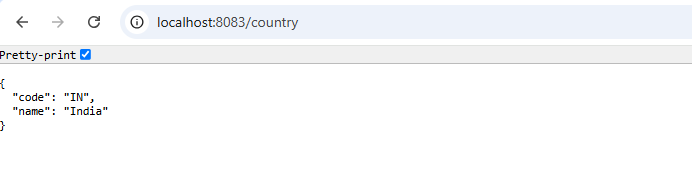 localhost:8083/country
Pretty-print
{
  "code": "IN",
  "name": "India"
}